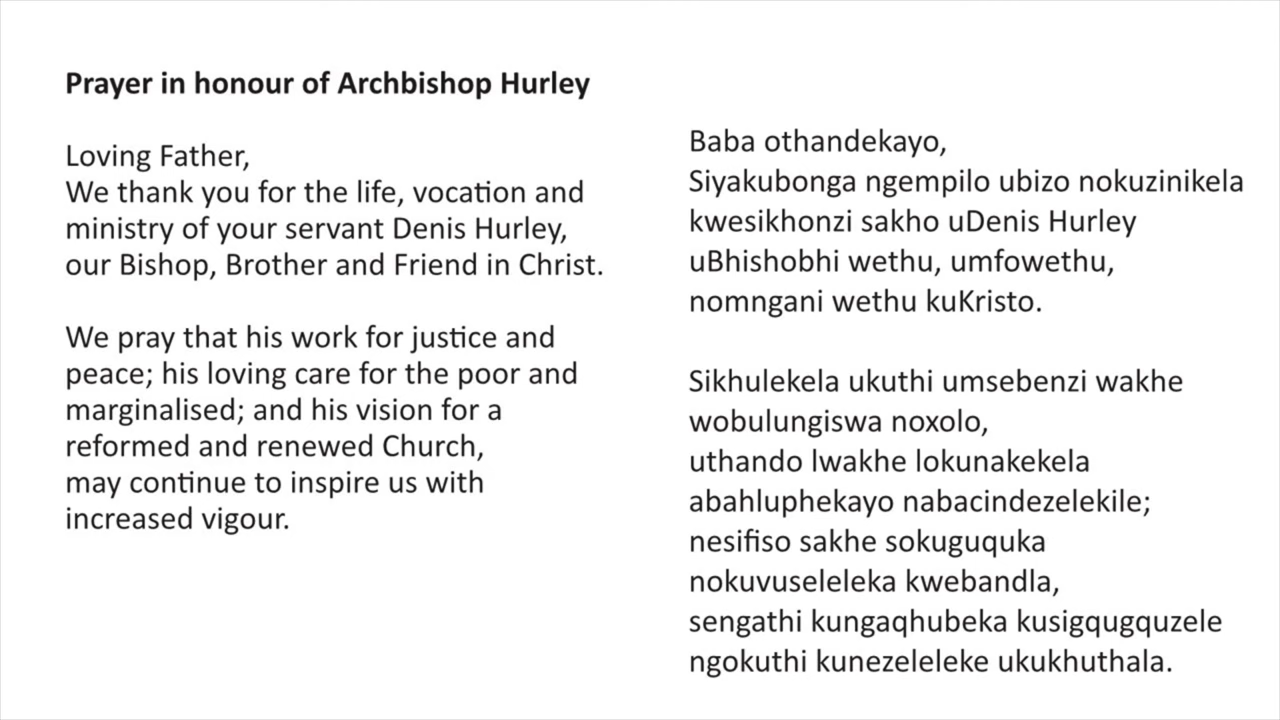 Prayer in honour of Archbishop Hurley
Loving Father,
We thank you for the life, vocation and
ministry of your servant Denis Hurley,
our Bishop, Brother and Friend in Christ.
We pray that his work for justice and
peace; his loving care for the poor and
marginalised; and his vision for a
reformed and renewed Church,
may continue to inspire us with
increased vigour.
Baba othandekayo,
Siyakubonga ngempilo ubizo nokuzinikela
kwesikhonzi sakho uDenis Hurley
uBhishobhi wethu, umfowethu,
nomngani wethu kuKristo.
Sikhulekela ukuthi umsebenzi wakhe
wobulungiswa noxolo,
uthando lwakhe lokunakekela
abahluphekayo nabacindezelekile;
nesifiso sakhe sokuguquka
nokuvuseleleka kwebandla,
sengathi kungaqhubeka kusigqugquzele
ngokuthi kunezeleleke ukukhuthala.